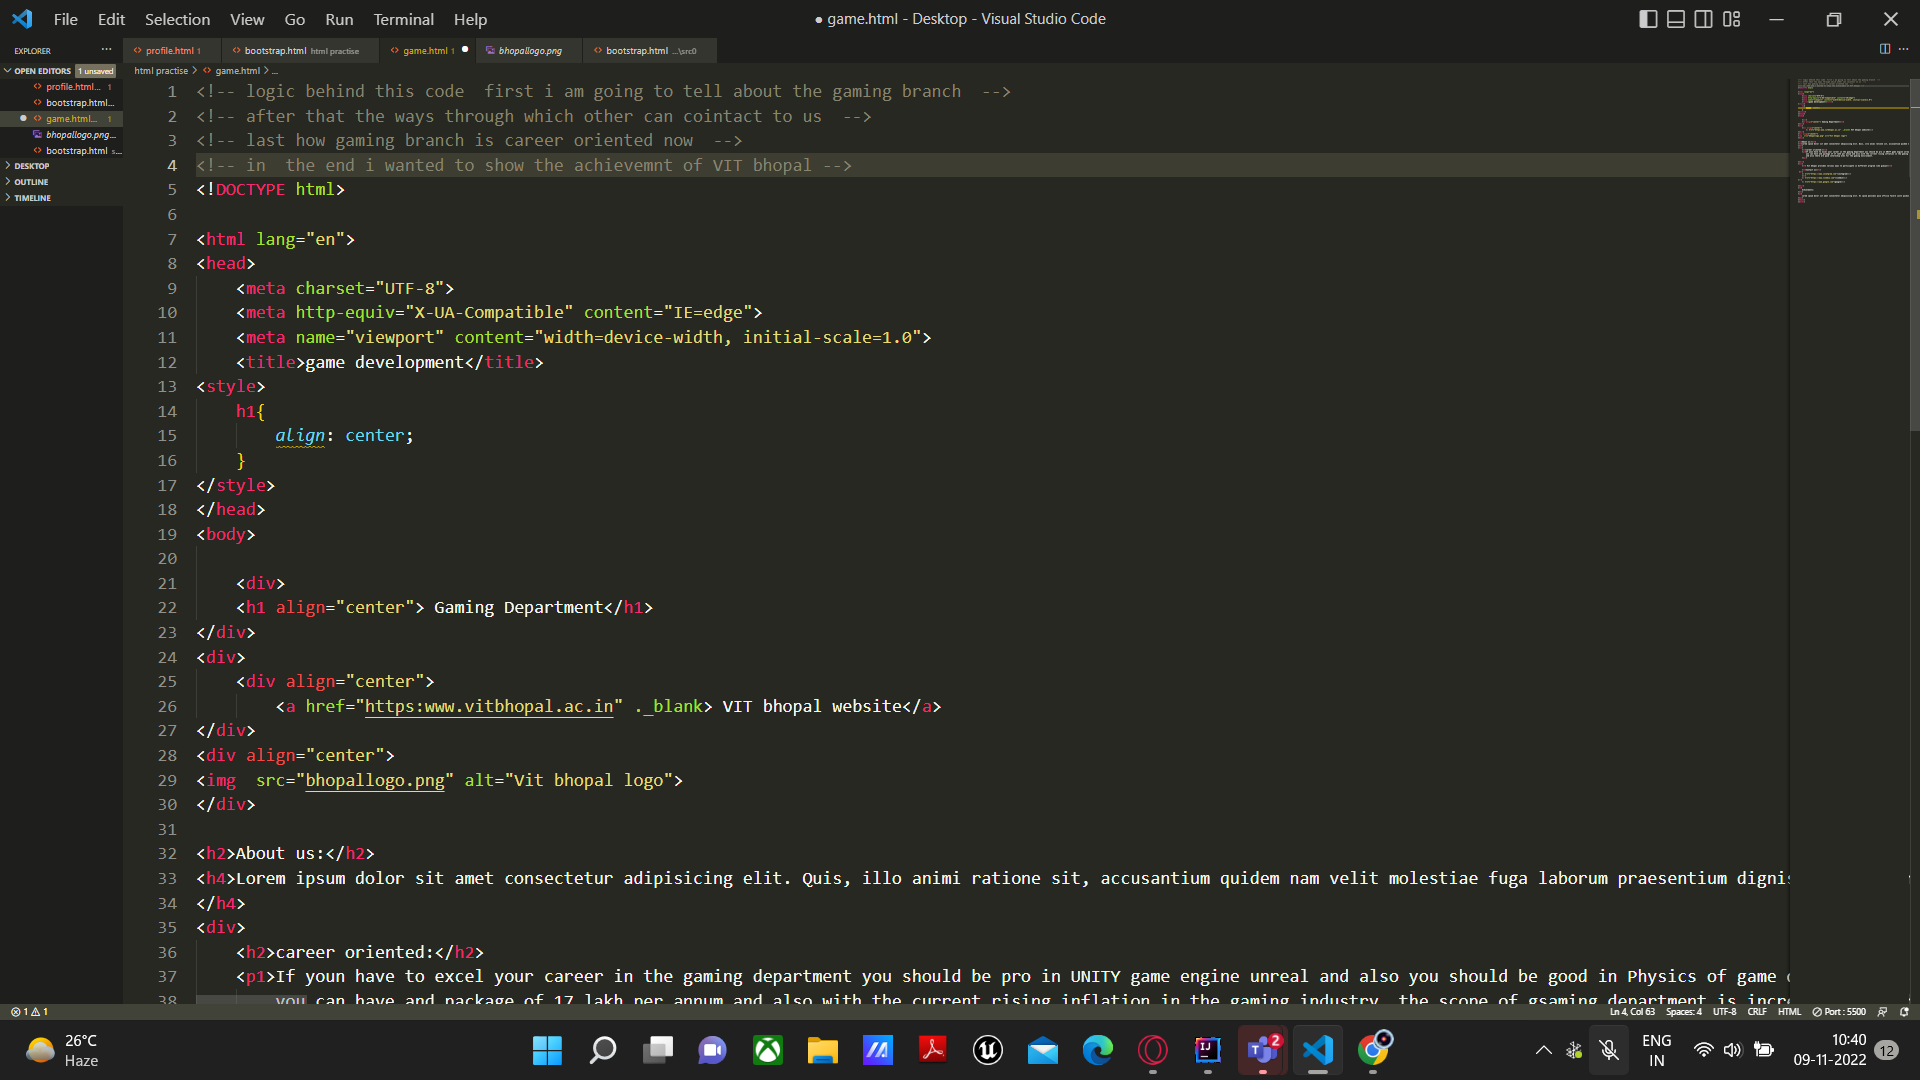 File Edit Selection View Go Run Terminal Help
● game.html - Desktop - Visual Studio Code
EXPLORER ...
OPEN EDITORS 1 unsaved
profile.html... 1
bootstrap.html...
game.html... 1
bhopallogo.png...
bootstrap.html s...
DESKTOP
OUTLINE
TIMELINE
profile.html 1 bootstrap.html html practise game.html 1 bhopallogo.png bootstrap.html ...\src0
html practise > game.html > ...
1 <!-- logic behind this code  first i am going to tell about the gaming branch  -->
2 <!-- after that the ways through which other can cointact to us  -->
3 <!-- last how gaming branch is career oriented now  -->
4 <!-- in  the end i wanted to show the achievemnt of VIT bhopal -->
5 <!DOCTYPE html>
6
7 <html lang="en">
8 <head>
9     <meta charset="UTF-8">
10     <meta http-equiv="X-UA-Compatible" content="IE=edge">
11     <meta name="viewport" content="width=device-width, initial-scale=1.0">
12     <title>game development</title>
13 <style>
14     h1{
15         align: center;
16     }
17 </style>
18 </head>
19 <body>
20
21     <div>
22     <h1 align="center"> Gaming Department</h1>
23 </div>
24 <div>
25     <div align="center">
26         <a href="https:www.vitbhopal.ac.in" ._blank> VIT bhopal website</a>
27 </div>
28 <div align="center">
29 <img  src="bhopallogo.png" alt="Vit bhopal logo">
30 </div>
31
32 <h2>About us:</h2>
33 <h4>Lorem ipsum dolor sit amet consectetur adipisicing elit. Quis, illo animi ratione sit, accusantium quidem nam velit molestiae fuga laborum praesentium dignis
34 </h4>
35 <div>
36     <h2>career oriented:</h2>
37     <p1>If youn have to excel your career in the gaming department you should be pro in UNITY game engine unreal and also you should be good in Physics of game
38         you can have and package of 17 lakh per annum and also with the current rising inflation in the gaming industry  the scope of gsaming department is incre
1 1 Ln 4, Col 63 Spaces: 4 UTF-8 CRLF HTML Port : 5500
26°C
Haze
2
ENG
IN
10:40
09-11-2022
12